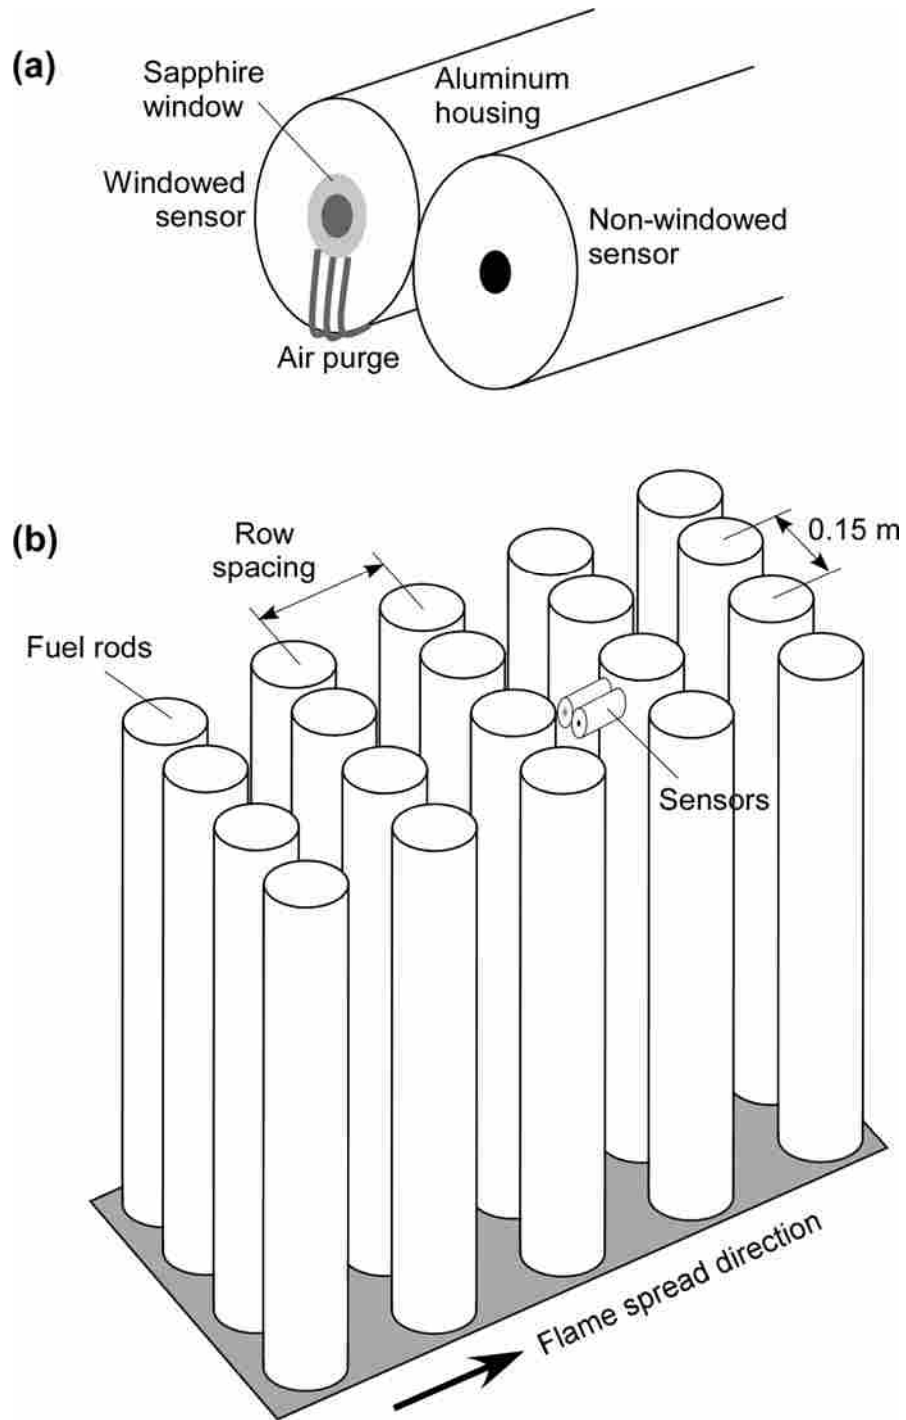 (a)
Sapphire
window
Aluminum
housing
Windowed
sensor
Non-windowed
sensor
Air purge
(b)
Row
spacing
0.15 m
Fuel rods
Sensors
Flame spread direction